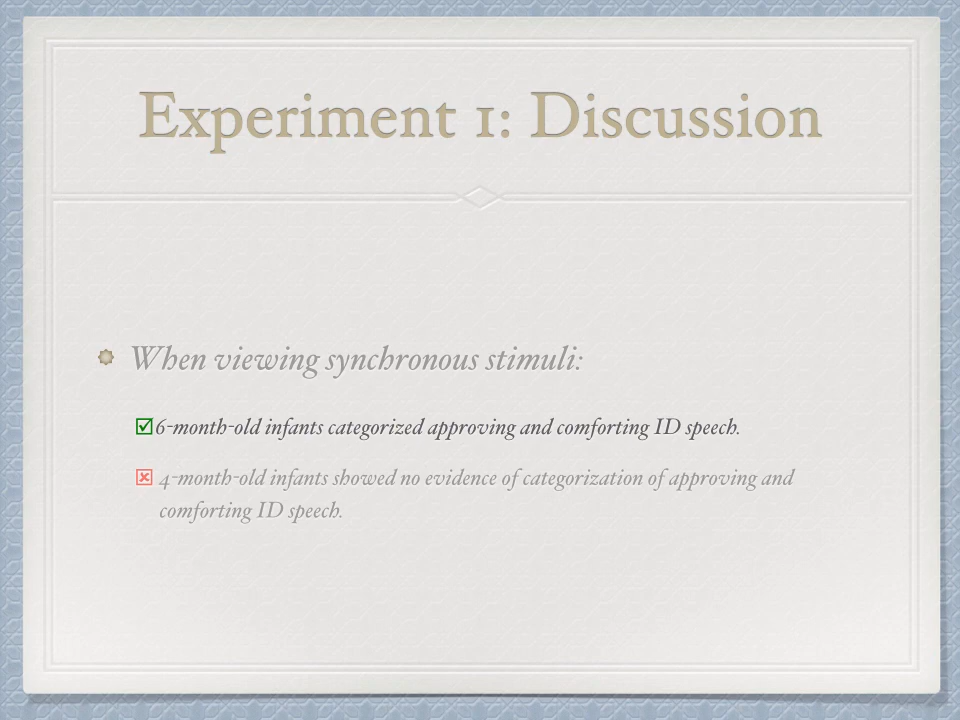 Experiment 1: Discussion
When viewing synchronous stimuli:
6-month-old infants categorized approving and comforting ID speech.
4-month-old infants showed no evidence of categorization of approving and
comforting ID speech.